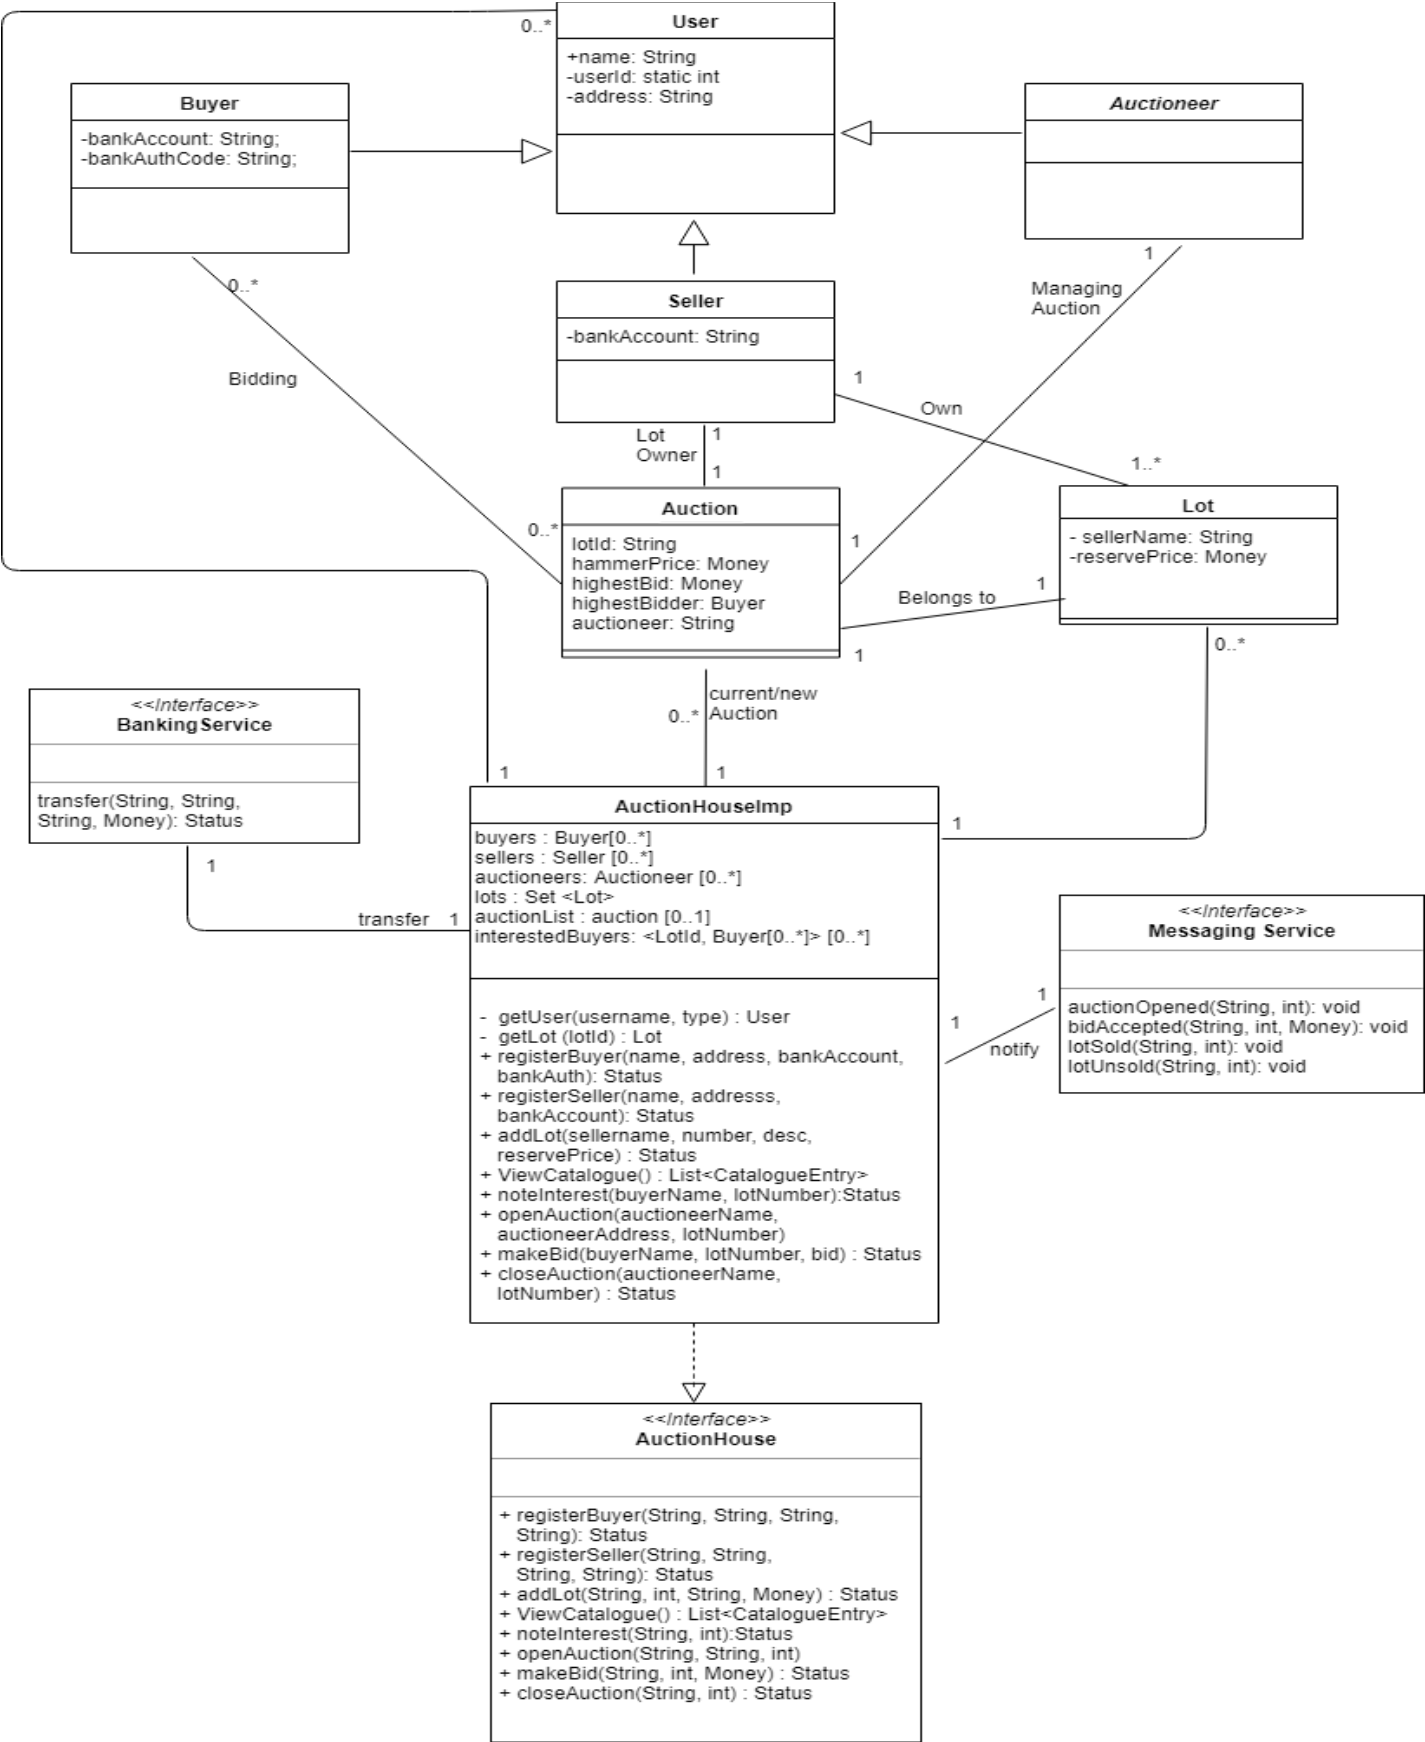 0..*
User
+name: String
-userId: static int
-address: String
Buyer
-bankAccount: String;
-bankAuthCode: String;
Auctioneer
0..*
1
Managing
Auction
Seller
-bankAccount: String
Bidding
1
Own
Lot
Owner
1
1
1..*
Auction
lotId: String
hammerPrice: Money
highestBid: Money
highestBidder: Buyer
auctioneer: String
0..*
1
Belongs to
1
1
Lot
- sellerName: String
-reservePrice: Money
0..*
current/new
Auction
0..*
<<Interface>>
BankingService
transfer(String, String,
String, Money): Status
1
transfer
1
1
1
1
AuctionHouseImp
buyers : Buyer[0..*]
sellers : Seller [0..*]
auctioneers: Auctioneer [0..*]
lots : Set <Lot>
auctionList : auction [0..1]
interestedBuyers: <LotId, Buyer[0..*]> [0..*]
- getUser(username, type) : User
- getLot (lotId) : Lot
+ registerBuyer(name, address, bankAccount,
bankAuth): Status
+ registerSeller(name, addresss,
bankAccount): Status
+ addLot(sellername, number, desc,
reservePrice) : Status
+ ViewCatalogue() : List<CatalogueEntry>
+ noteInterest(buyerName, lotNumber):Status
+ openAuction(auctioneerName,
auctioneerAddress, lotNumber)
+ makeBid(buyerName, lotNumber, bid) : Status
+ closeAuction(auctioneerName,
lotNumber) : Status
<<Interface>>
Messaging Service
auctionOpened(String, int): void
bidAccepted(String, int, Money): void
lotSold(String, int): void
lotUnsold(String, int): void
1
1
notify
<<Interface>>
AuctionHouse
+ registerBuyer(String, String, String,
String): Status
+ registerSeller(String, String,
String, String): Status
+ addLot(String, int, String, Money) : Status
+ ViewCatalogue() : List<CatalogueEntry>
+ noteInterest(String, int):Status
+ openAuction(String, String, int)
+ makeBid(String, int, Money) : Status
+ closeAuction(String, int) : Status